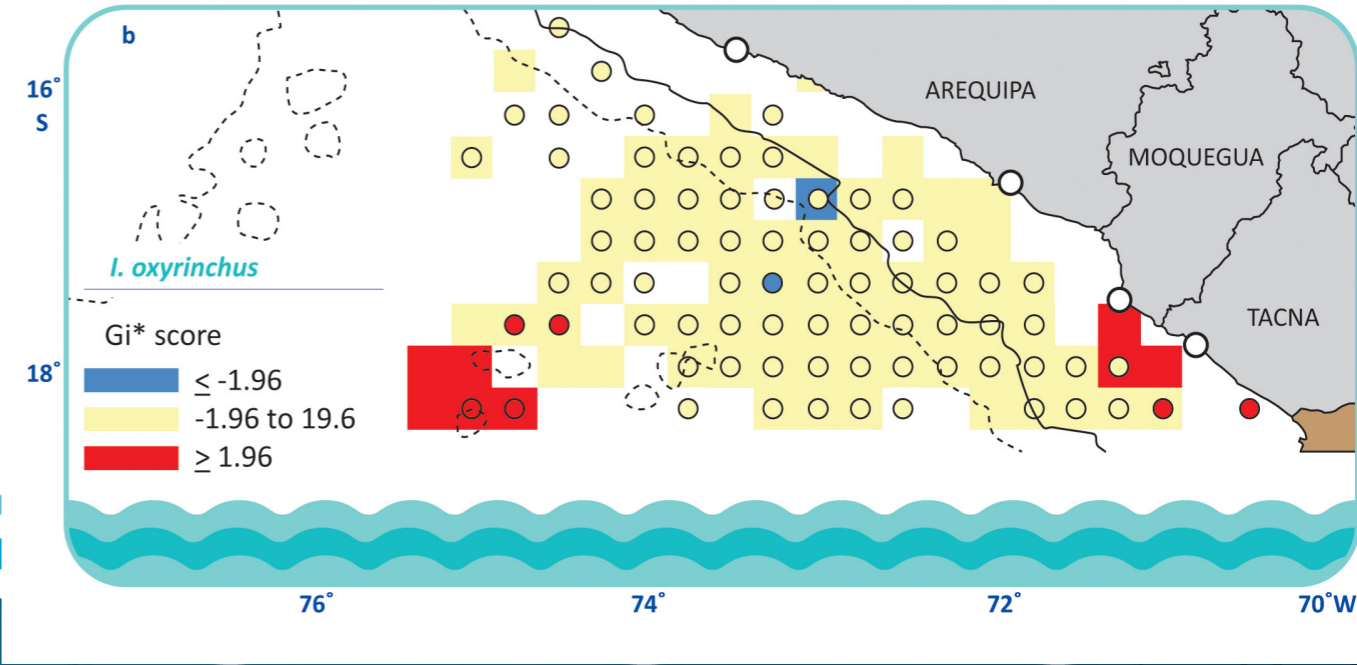 b
16°
S
AREQUIPA
MOQUEGUA
I. oxyrinchus
TACNA
Gi* score
18°
≤ -1.96
-1.96 to 19.6
≥ 1.96
76°
74°
72°
70°W